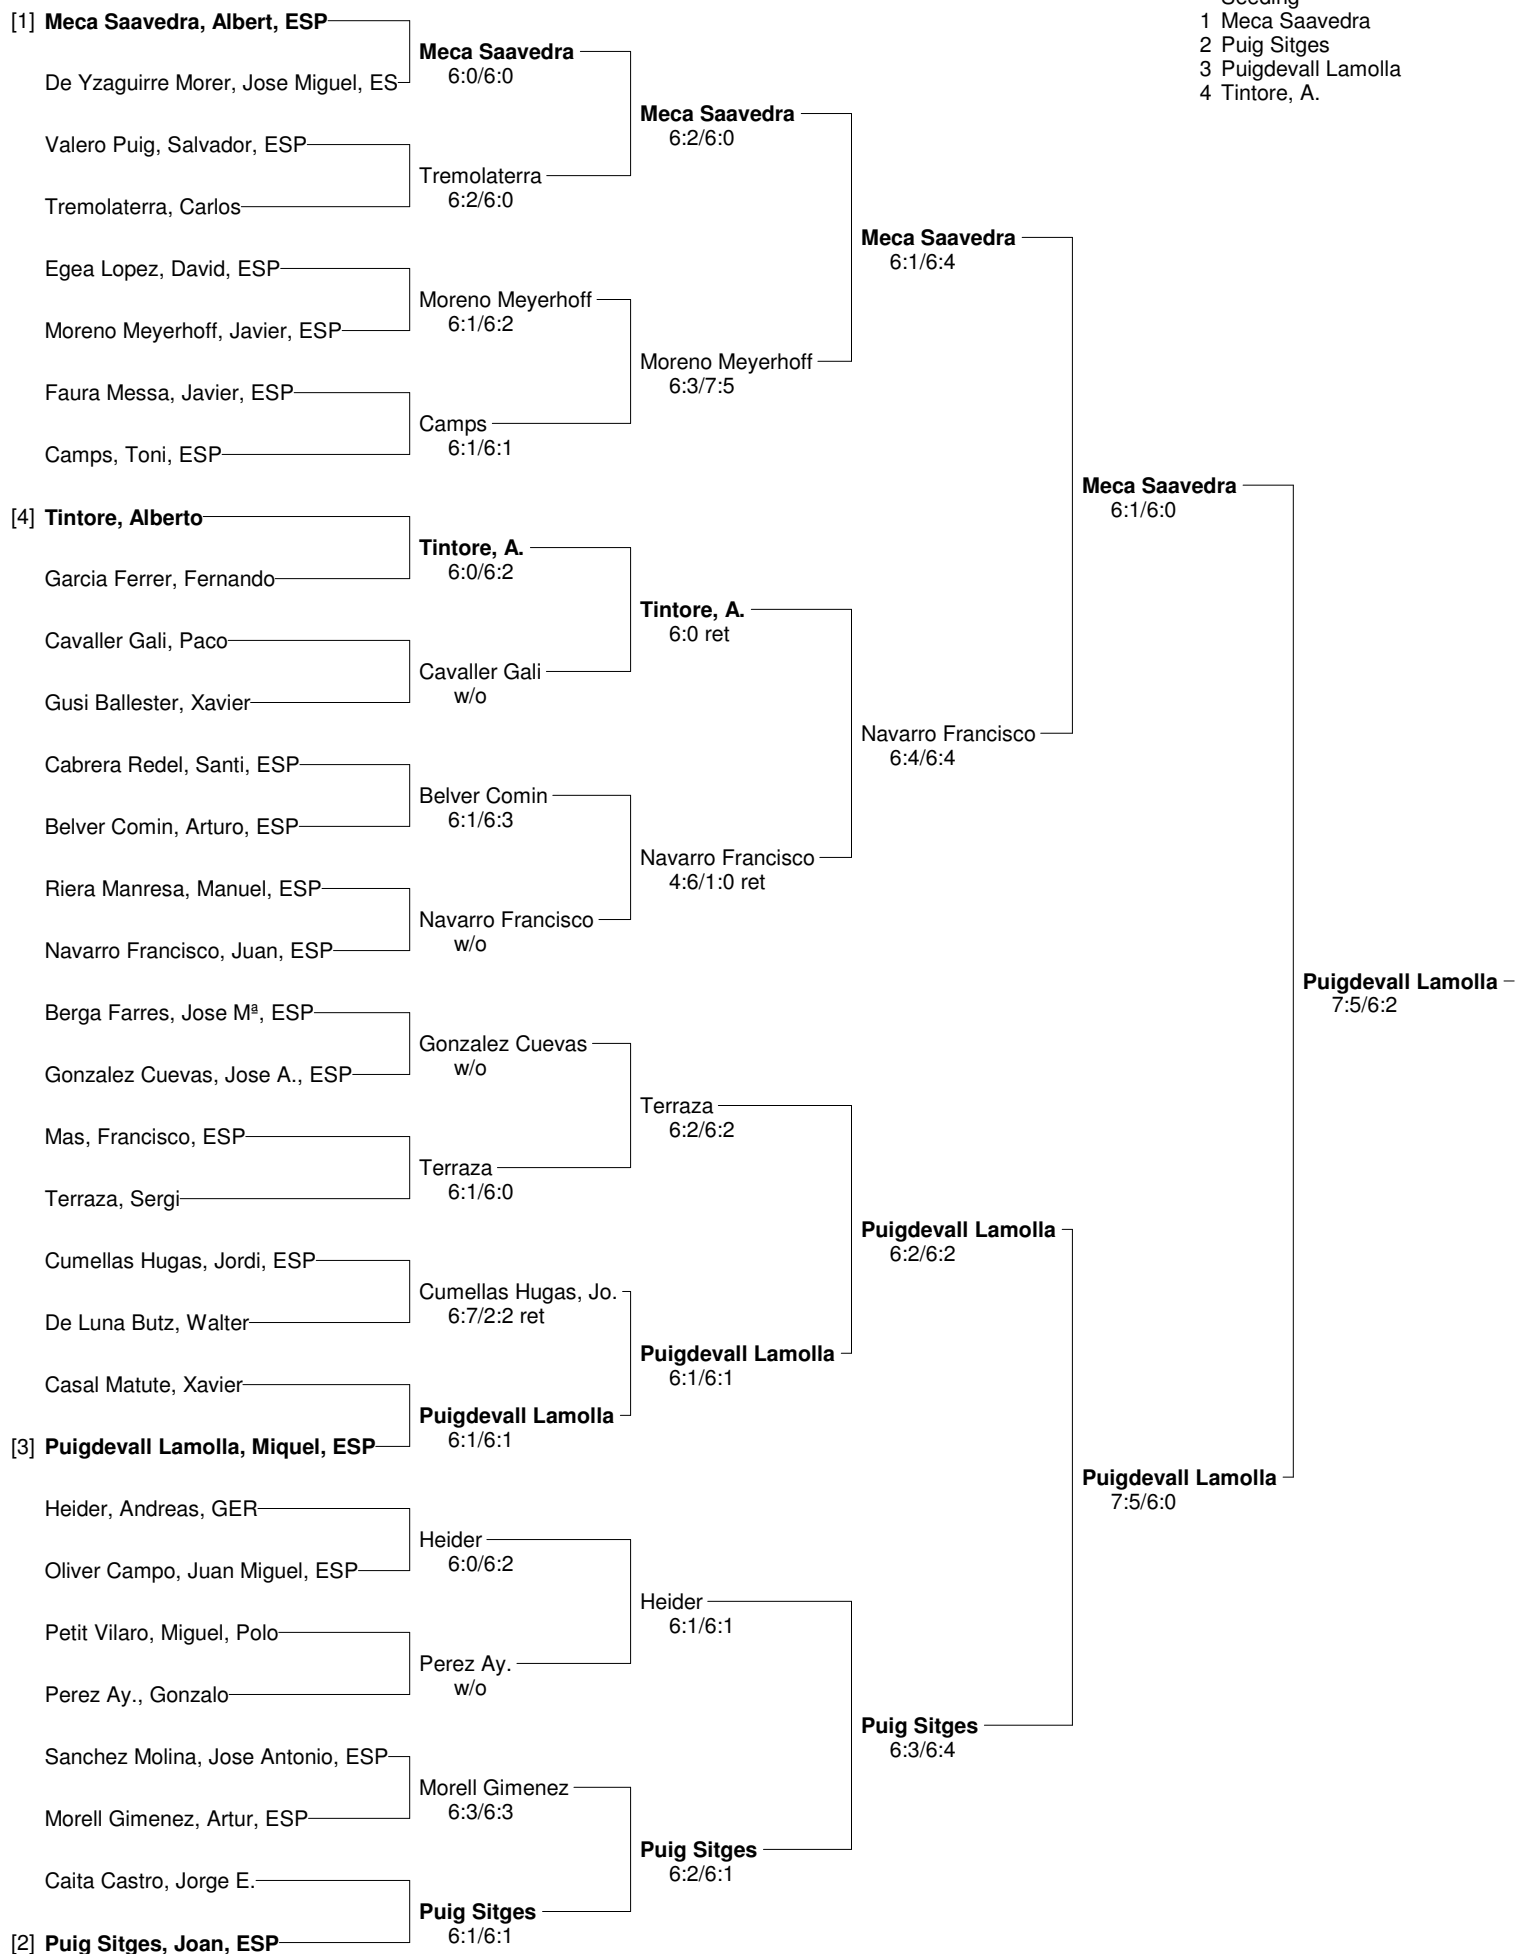 Seeding
1 Meca Saavedra
2 Puig Sitges
3 Puigdevall Lamolla
4 Tintore, A.
[1] Meca Saavedra, Albert, ESP
De Yzaguirre Morer, Jose Miguel, ES
Valero Puig, Salvador, ESP
Tremolaterra, Carlos
Egea Lopez, David, ESP
Moreno Meyerhoff, Javier, ESP
Faura Messa, Javier, ESP
Camps, Toni, ESP
[4] Tintore, Alberto
Garcia Ferrer, Fernando
Cavaller Gali, Paco
Gusi Ballester, Xavier
Cabrera Redel, Santi, ESP
Belver Comin, Arturo, ESP
Riera Manresa, Manuel, ESP
Navarro Francisco, Juan, ESP
Berga Farres, Jose Mª, ESP
Gonzalez Cuevas, Jose A., ESP
Mas, Francisco, ESP
Terraza, Sergi
Cumellas Hugas, Jordi, ESP
De Luna Butz, Walter
Casal Matute, Xavier
[3] Puigdevall Lamolla, Miquel, ESP
Heider, Andreas, GER
Oliver Campo, Juan Miguel, ESP
Petit Vilaro, Miguel, Polo
Perez Ay., Gonzalo
Sanchez Molina, Jose Antonio, ESP
Morell Gimenez, Artur, ESP
Caita Castro, Jorge E.
[2] Puig Sitges, Joan, ESP
Meca Saavedra
6:0/6:0
Tremolaterra
6:2/6:0
Moreno Meyerhoff
6:1/6:2
Camps
6:1/6:1
Tintore, A.
6:0/6:2
Cavaller Gali
w/o
Belver Comin
6:1/6:3
Navarro Francisco
w/o
Gonzalez Cuevas
w/o
Terraza
6:1/6:0
Cumellas Hugas, Jo.
6:7/2:2 ret
Puigdevall Lamolla
6:1/6:1
Heider
6:0/6:2
Perez Ay.
w/o
Morell Gimenez
6:3/6:3
Puig Sitges
6:1/6:1
Meca Saavedra
6:2/6:0
Moreno Meyerhoff
6:3/7:5
Tintore, A.
6:0 ret
Navarro Francisco
4:6/1:0 ret
Terraza
6:2/6:2
Puigdevall Lamolla
6:1/6:1
Heider
6:1/6:1
Puig Sitges
6:2/6:1
Meca Saavedra
6:1/6:4
Navarro Francisco
6:4/6:4
Puigdevall Lamolla
6:2/6:2
Puig Sitges
6:3/6:4
Meca Saavedra
6:1/6:0
Puigdevall Lamolla
7:5/6:0
Puigdevall Lamolla
7:5/6:2